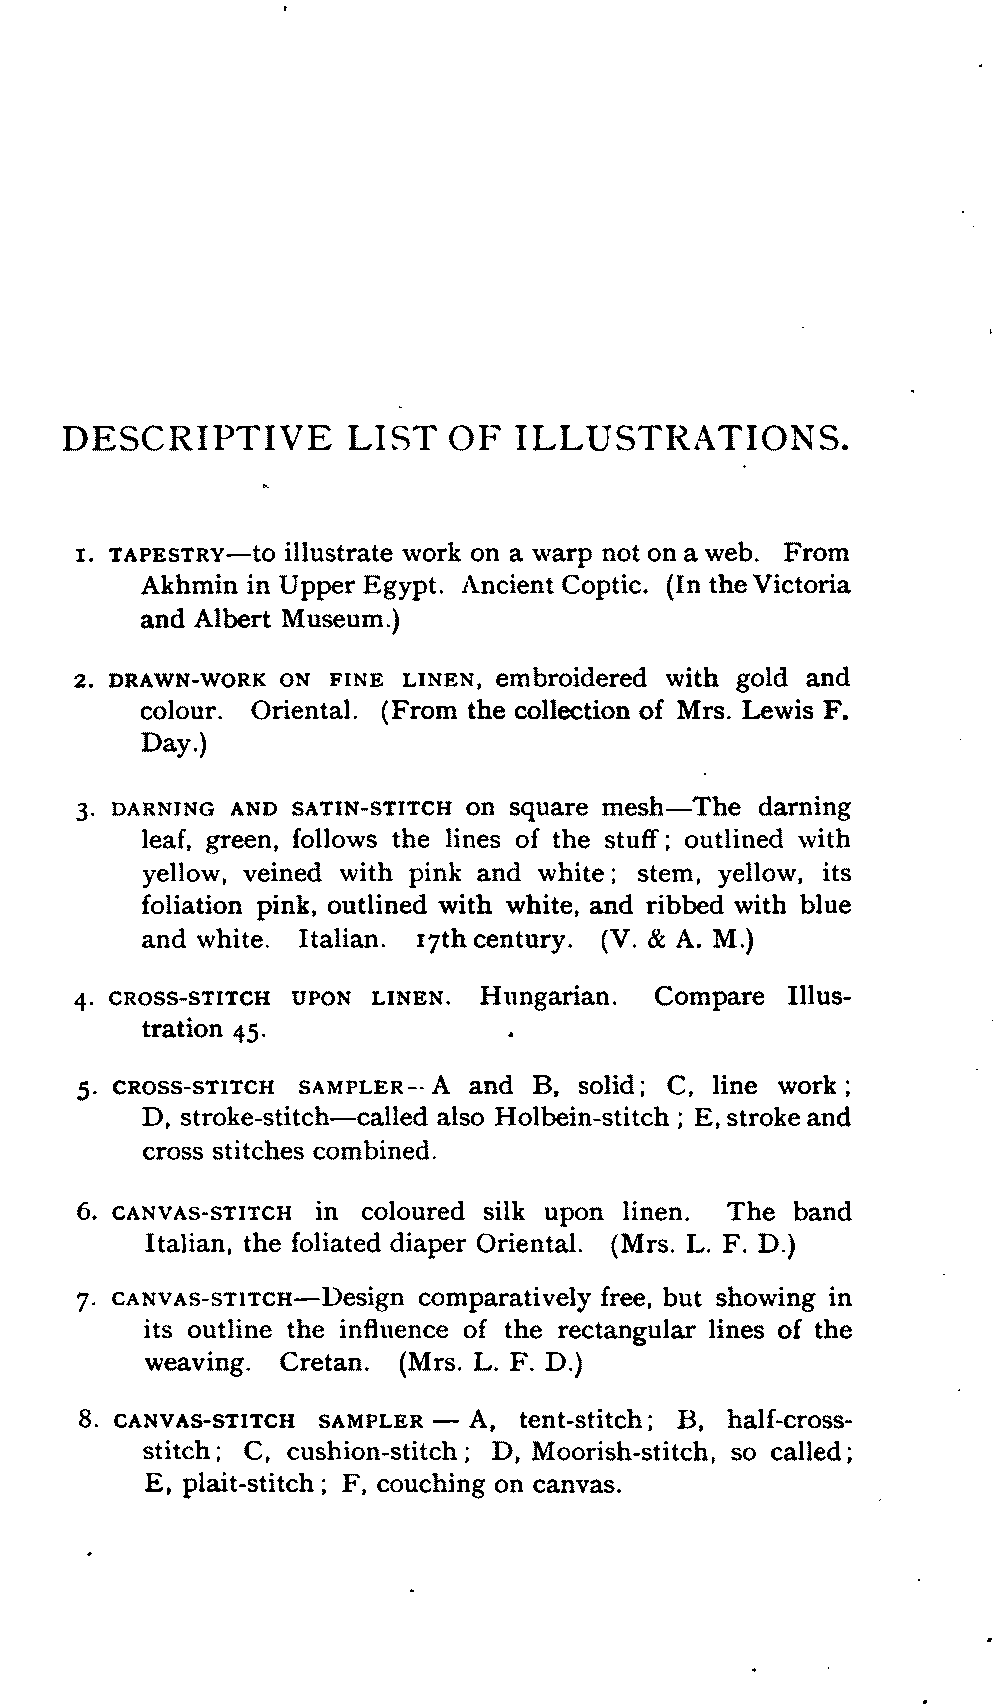 DESCRIPTIVE LIST OF ILLUSTRATIONS.
1. TAPESTRY—to illustrate work on a warp not on a web. From
Akhmin in Upper Egypt. Ancient Coptic. (In the Victoria
and Albert Museum.)
2. DRAWN-WORK ON FINE LINEN, embroidered with gold and
colour. Oriental. (From the collection of Mrs. Lewis F.
Day.)
3. DARNING AND SATIN-STITCH on square mesh—The darning
leaf, green, follows the lines of the stuff; outlined with
yellow, veined with pink and white; stem, yellow, its
foliation pink, outlined with white, and ribbed with blue
and white. Italian. 17th century. (V. & A. M.)
4. CROSS-STITCH UPON LINEN. Hungarian. Compare Illus-
tration 45.
5. CROSS-STITCH SAMPLER—A and B, solid; C, line work;
D, stroke-stitch—called also Holbein-stitch; E, stroke and
cross stitches combined.
6. CANVAS-STITCH in coloured silk upon linen. The band
Italian, the foliated diaper Oriental. (Mrs. L. F. D.)
7. CANVAS-STITCH—Design comparatively free, but showing in
its outline the influence of the rectangular lines of the
weaving. Cretan. (Mrs. L. F. D.)
8. CANVAS-STITCH SAMPLER — A, tent-stitch; B, half-cross-
stitch; C, cushion-stitch; D, Moorish-stitch, so called;
E, plait-stitch; F, couching on canvas.